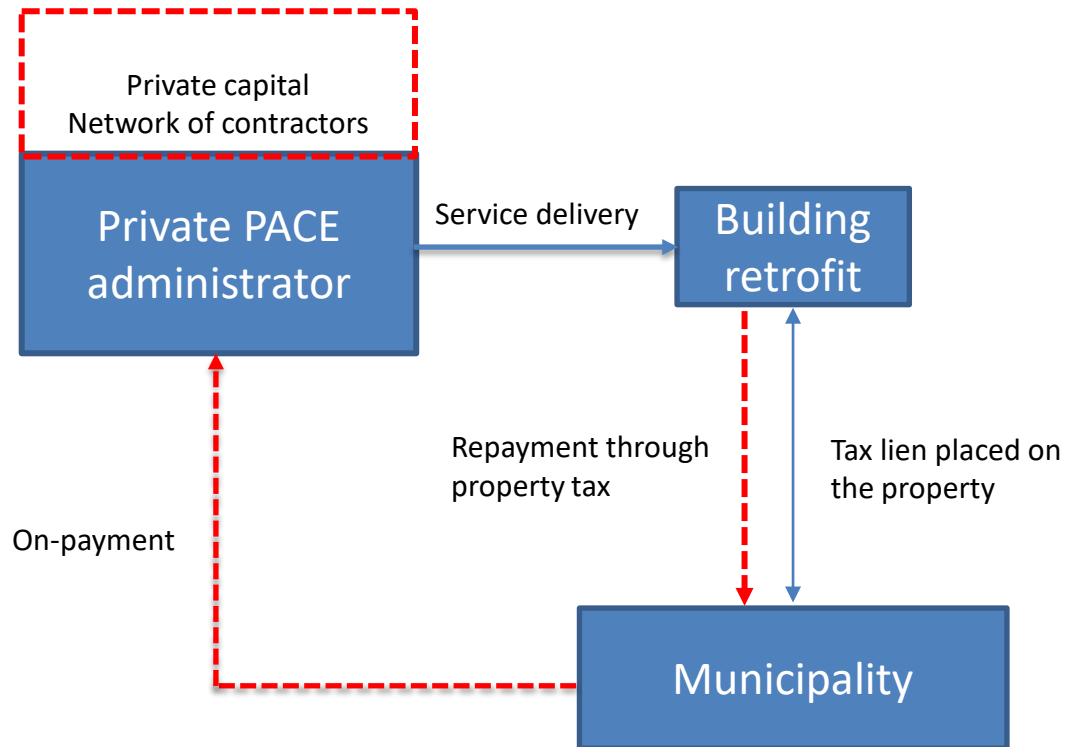 Private capital
Network of contractors
Private PACE
administrator
Service delivery
Building
retrofit
Repayment through
property tax
Tax lien placed on
the property
On-payment
Municipality